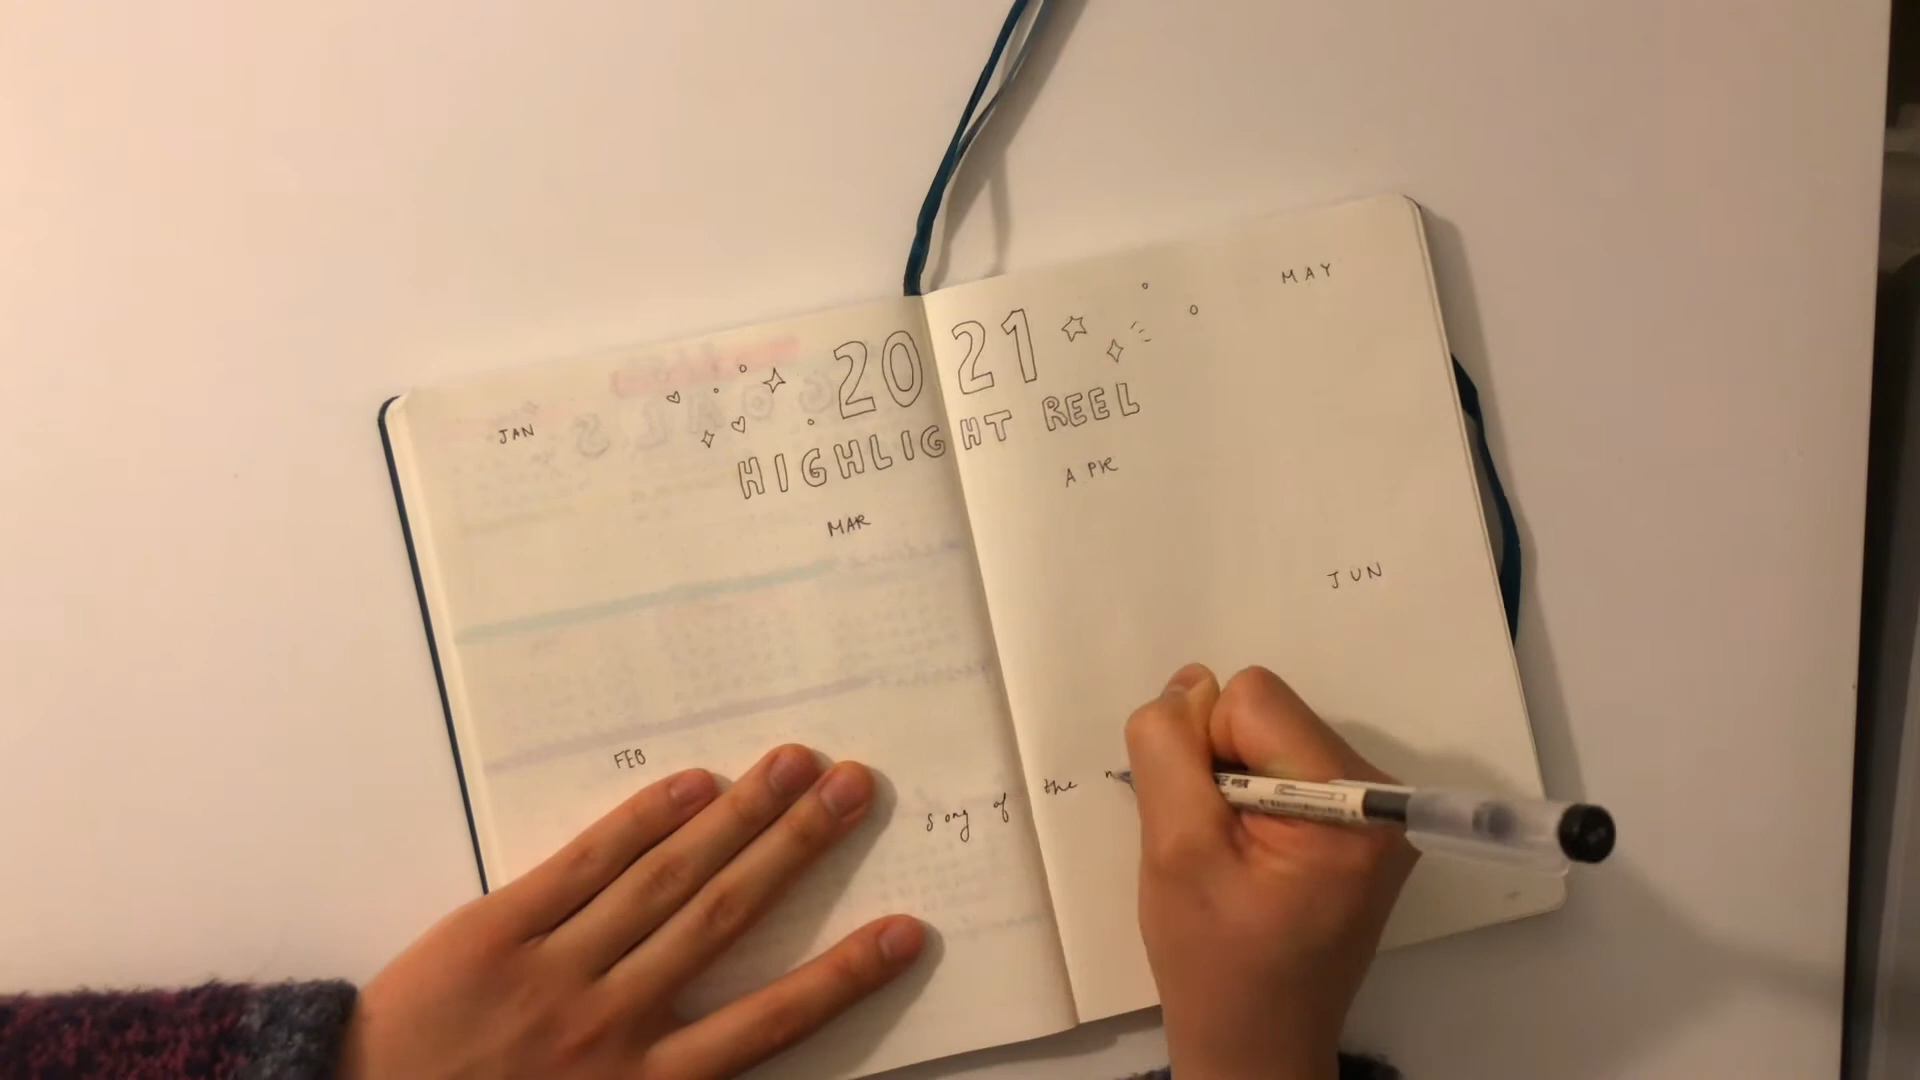 2021
HIGHLIGHT REEL
JAN
FEB
MAR
APR
MAY
JUN
song of the